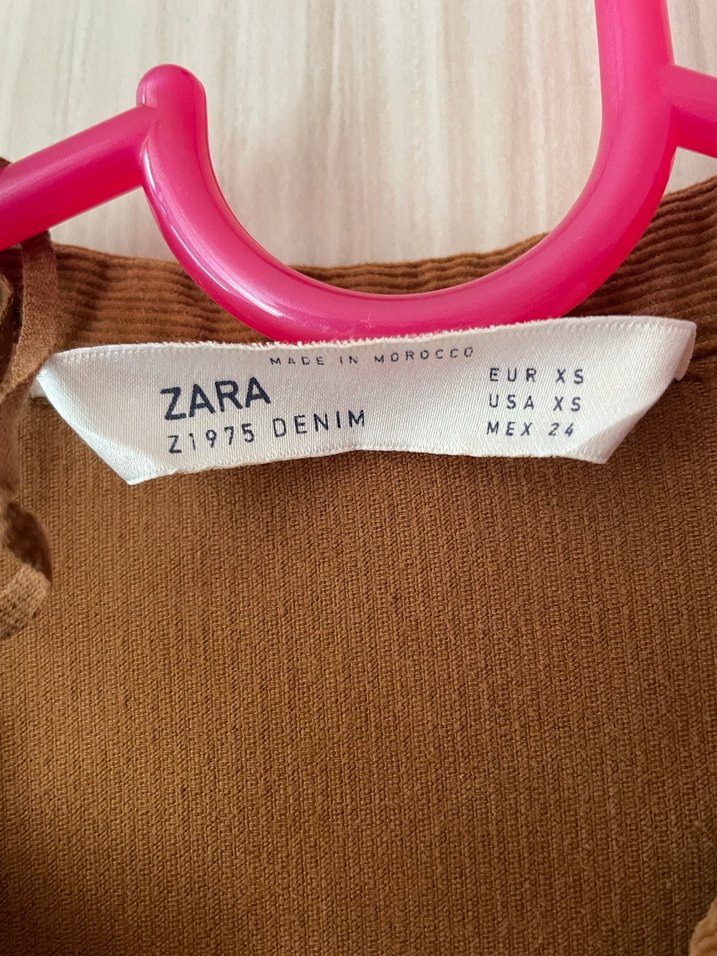 MADE IN MOROCCO
ZARA
Z1975 DENIM
EUR XS
USA XS
MEX 24